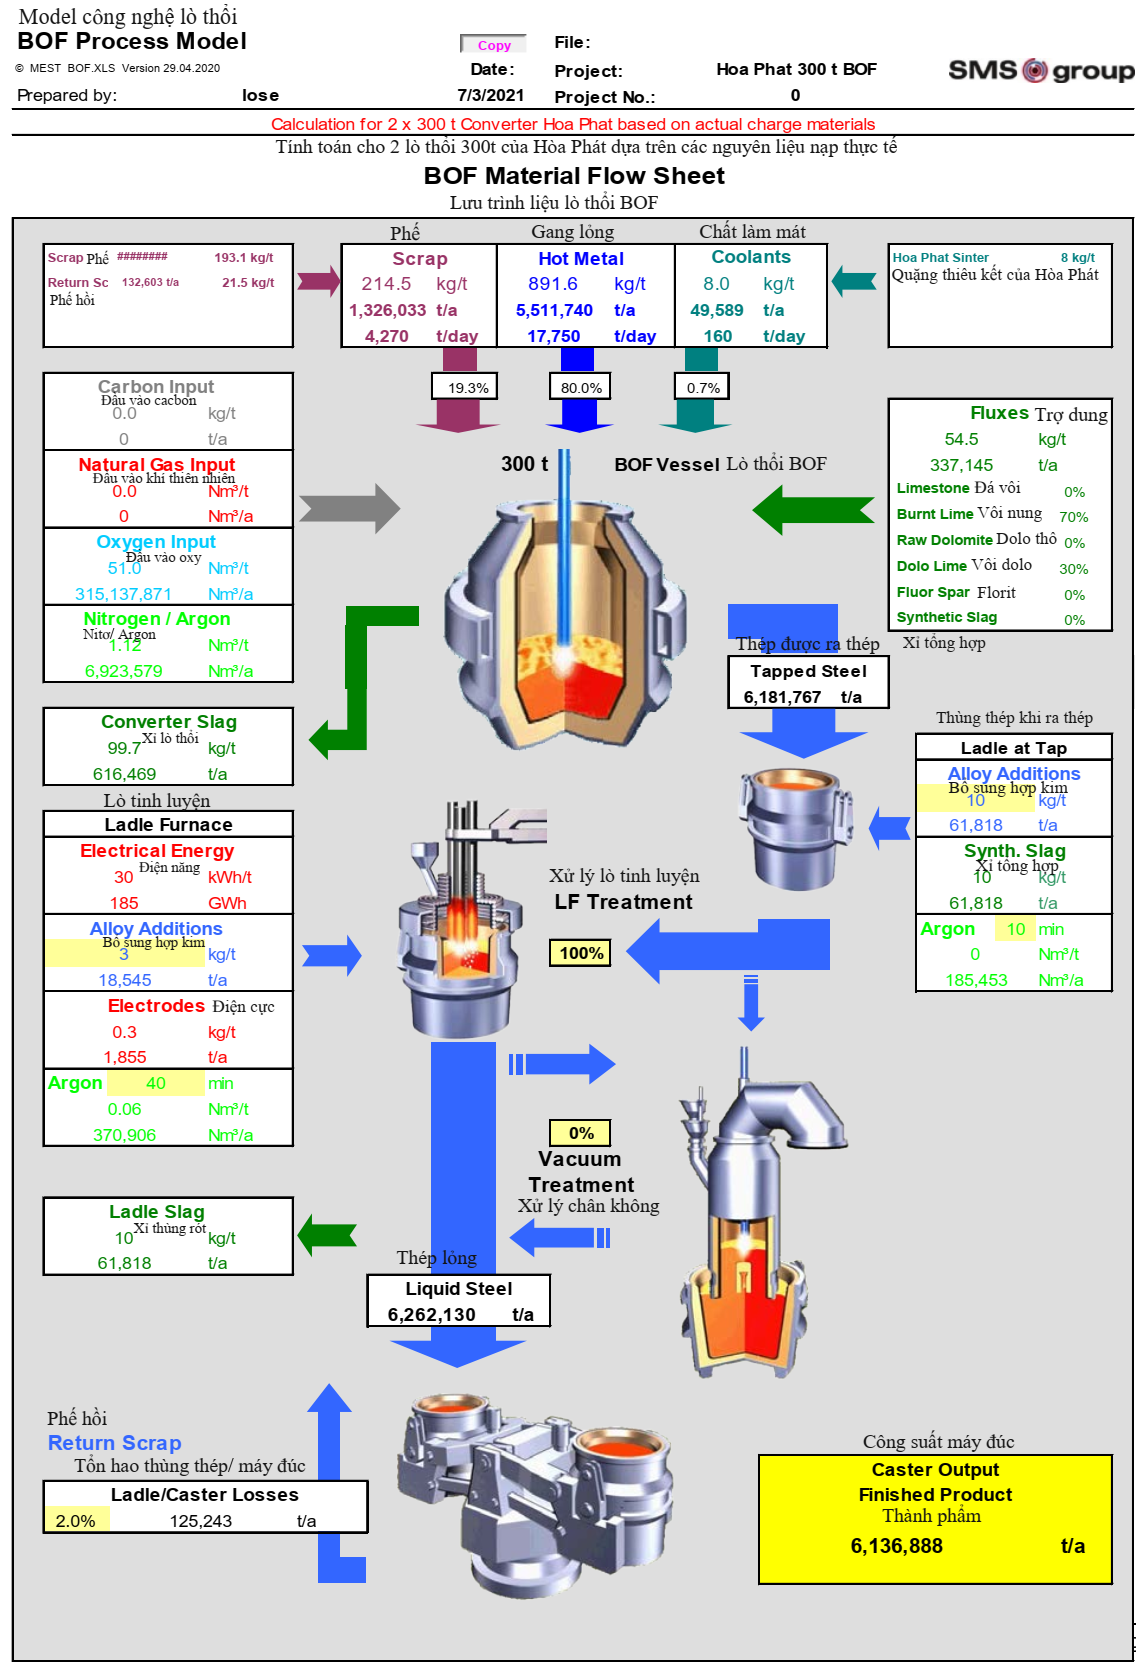 Model công nghệ lò thổi
BOF Process Model
Copy
File:
© MEST BOF.XLS Version 29.04.2020
Date:
Project:
Hoa Phat 300 t BOF
SMS group
Prepared by:
lose
7/3/2021
Project No.:
0
Calculation for 2 x 300 t Converter Hoa Phat based on actual charge materials
Tính toán cho 2 lò thổi 300t của Hòa Phát dựa trên các nguyên liệu nạp thực tế
BOF Material Flow Sheet
Lưu trình liệu lò thổi BOF
Scrap Phế ######## 193.1 kg/t
Return Sc 132,603 t/a 21.5 kg/t
Phế hồi
Phế
Scrap
214.5 kg/t
1,326,033 t/a
4,270 t/day
19.3%
Gang lỏng
Hot Metal
891.6 kg/t
5,511,740 t/a
17,750 t/day
80.0%
Chất làm mát
Coolants
8.0 kg/t
49,589 t/a
160 t/day
0.7%
Hoa Phat Sinter 8 kg/t
Quặng thiêu kết của Hòa Phát
Carbon Input
Đầu vào cacbon
0.0 kg/t
0 t/a
Natural Gas Input
Đầu vào khí thiên nhiên
0.0 Nm³/t
0 Nm³/a
Oxygen Input
Đầu vào oxy
51.0 Nm³/t
315,137,871 Nm³/a
Nitrogen / Argon
Nitơ/ Argon
1.12 Nm³/t
6,923,579 Nm³/a
300 t
BOF Vessel Lò thổi BOF
Fluxes Trợ dung
54.5 kg/t
337,145 t/a
Limestone Đá vôi 0%
Burnt Lime Vôi nung 70%
Raw Dolomite Dolo thô 0%
Dolo Lime Vôi dolo 30%
Fluor Spar Florit 0%
Synthetic Slag 0%
Xỉ tổng hợp
Thép được ra thép
Tapped Steel
6,181,767 t/a
Converter Slag
Xỉ lò thổi
99.7 kg/t
616,469 t/a
Thùng thép khi ra thép
Ladle at Tap
Alloy Additions
Bổ sung hợp kim
10 kg/t
61,818 t/a
Synth. Slag
Xỉ tổng hợp
10 kg/t
61,818 t/a
Argon 10 min
0 Nm³/t
185,453 Nm³/a
Lò tinh luyện
Ladle Furnace
Electrical Energy
Điện năng
30 kWh/t
185 GWh
Alloy Additions
Bổ sung hợp kim
3 kg/t
18,545 t/a
Electrodes Điện cực
0.3 kg/t
1,855 t/a
Argon 40 min
0.06 Nm³/t
370,906 Nm³/a
Xử lý lò tinh luyện
LF Treatment
100%
0%
Vacuum
Treatment
Xử lý chân không
Ladle Slag
Xỉ thùng rót
10 kg/t
61,818 t/a
Thép lỏng
Liquid Steel
6,262,130 t/a
Phế hồi
Return Scrap
Tổn hao thùng thép/ máy đúc
Ladle/Caster Losses
2.0% 125,243 t/a
Công suất máy đúc
Caster Output
Finished Product
Thành phẩm
6,136,888 t/a